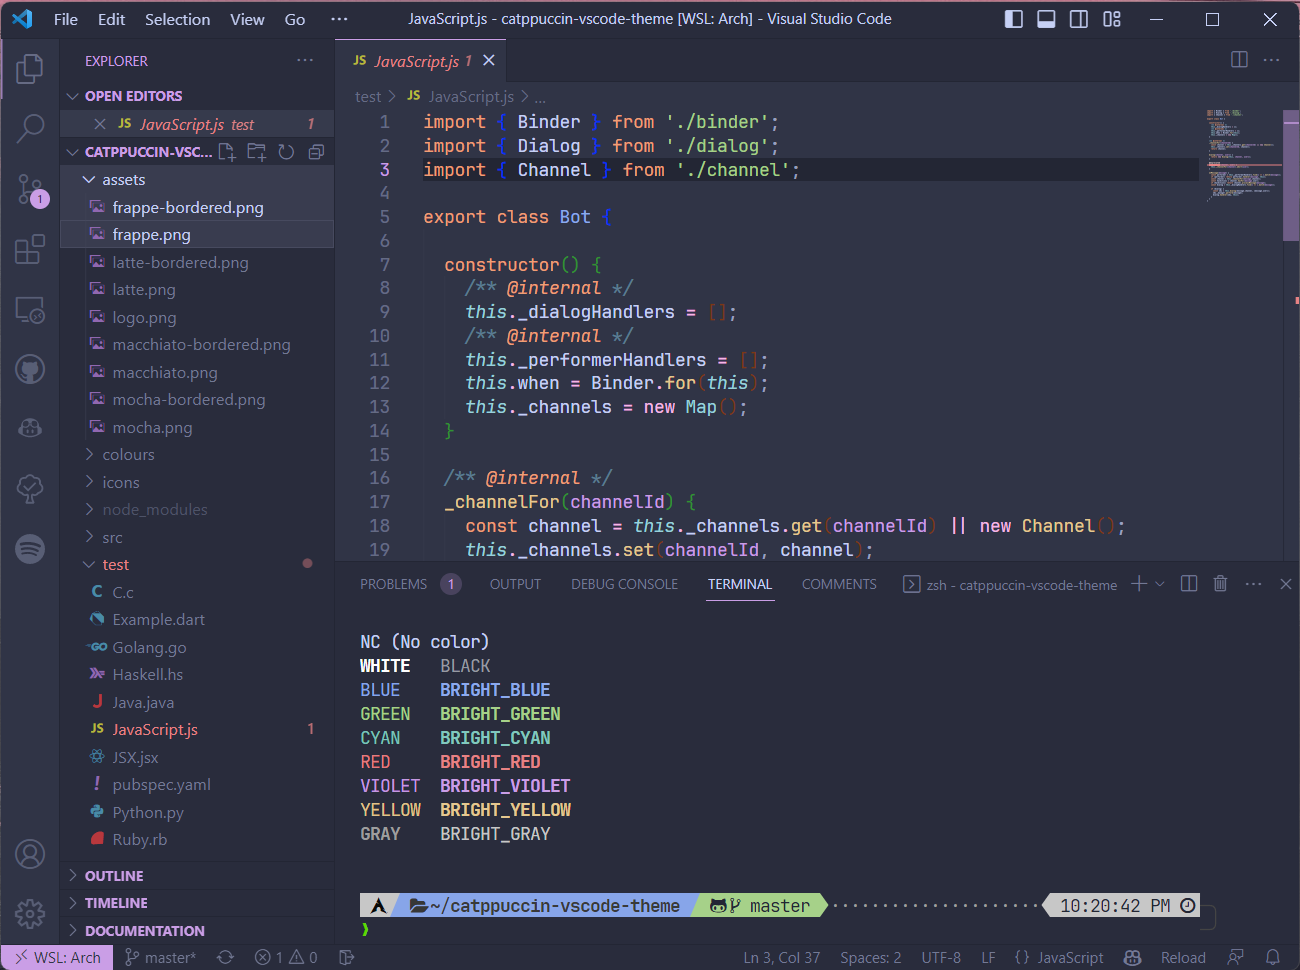 File Edit Selection View Go ··· JavaScript.js - catppuccin-vscode-theme [WSL: Arch] - Visual Studio Code
EXPLORER ···
OPEN EDITORS
JS JavaScript.js test 1
CATPPUCCIN-VSC...
assets
frappe-bordered.png
frappe.png
latte-bordered.png
latte.png
logo.png
macchiato-bordered.png
macchiato.png
mocha-bordered.png
mocha.png
colours
icons
node_modules
src
test
C C.c
Example.dart
GO Golang.go
Haskell.hs
J Java.java
JS JavaScript.js 1
JSX.jsx
! pubspec.yaml
Python.py
Ruby.rb
OUTLINE
TIMELINE
DOCUMENTATION
1
JS JavaScript.js 1
test > JS JavaScript.js > ...
1 import { Binder } from './binder';
2 import { Dialog } from './dialog';
3 import { Channel } from './channel';
4
5 export class Bot {
6
7 constructor() {
8 /** @internal */
9 this._dialogHandlers = [];
10 /** @internal */
11 this._performerHandlers = [];
12 this.when = Binder.for(this);
13 this._channels = new Map();
14 }
15
16 /** @internal */
17 _channelFor(channelId) {
18 const channel = this._channels.get(channelId) || new Channel();
19 this._channels.set(channelId, channel);
PROBLEMS 1 OUTPUT DEBUG CONSOLE TERMINAL COMMENTS zsh - catppuccin-vscode-theme
NC (No color)
WHITE BLACK
BLUE BRIGHT_BLUE
GREEN BRIGHT_GREEN
CYAN BRIGHT_CYAN
RED BRIGHT_RED
VIOLET BRIGHT_VIOLET
YELLOW BRIGHT_YELLOW
GRAY BRIGHT_GRAY
~/catppuccin-vscode-theme master 10:20:42 PM
❯
WSL: Arch master* 1 0 Ln 3, Col 37 Spaces: 2 UTF-8 LF {} JavaScript Reload